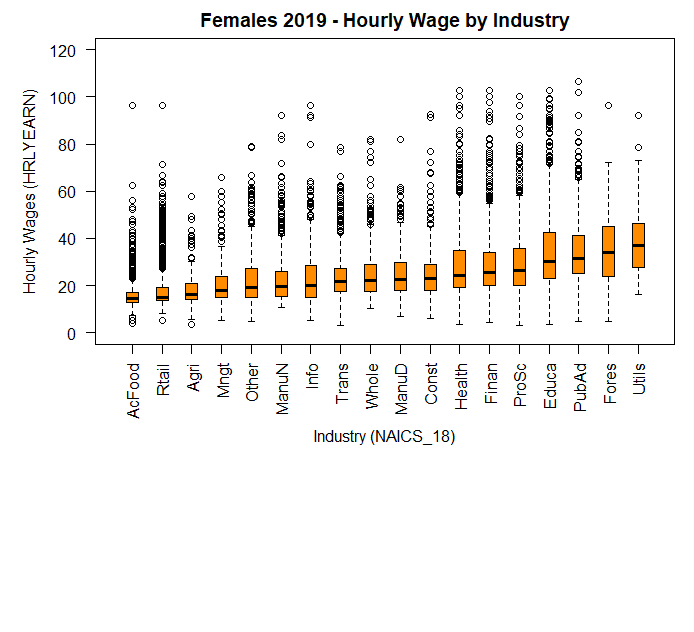 Females 2019 - Hourly Wage by Industry
Hourly Wages (HRLYEARN)
120
100
80
60
40
20
0
AcFood
Rtail
Agri
Mngt
Other
ManuN
Info
Trans
Whole
ManuD
Const
Health
Finan
ProSc
Educa
PubAd
Fores
Utils
Industry (NAICS_18)